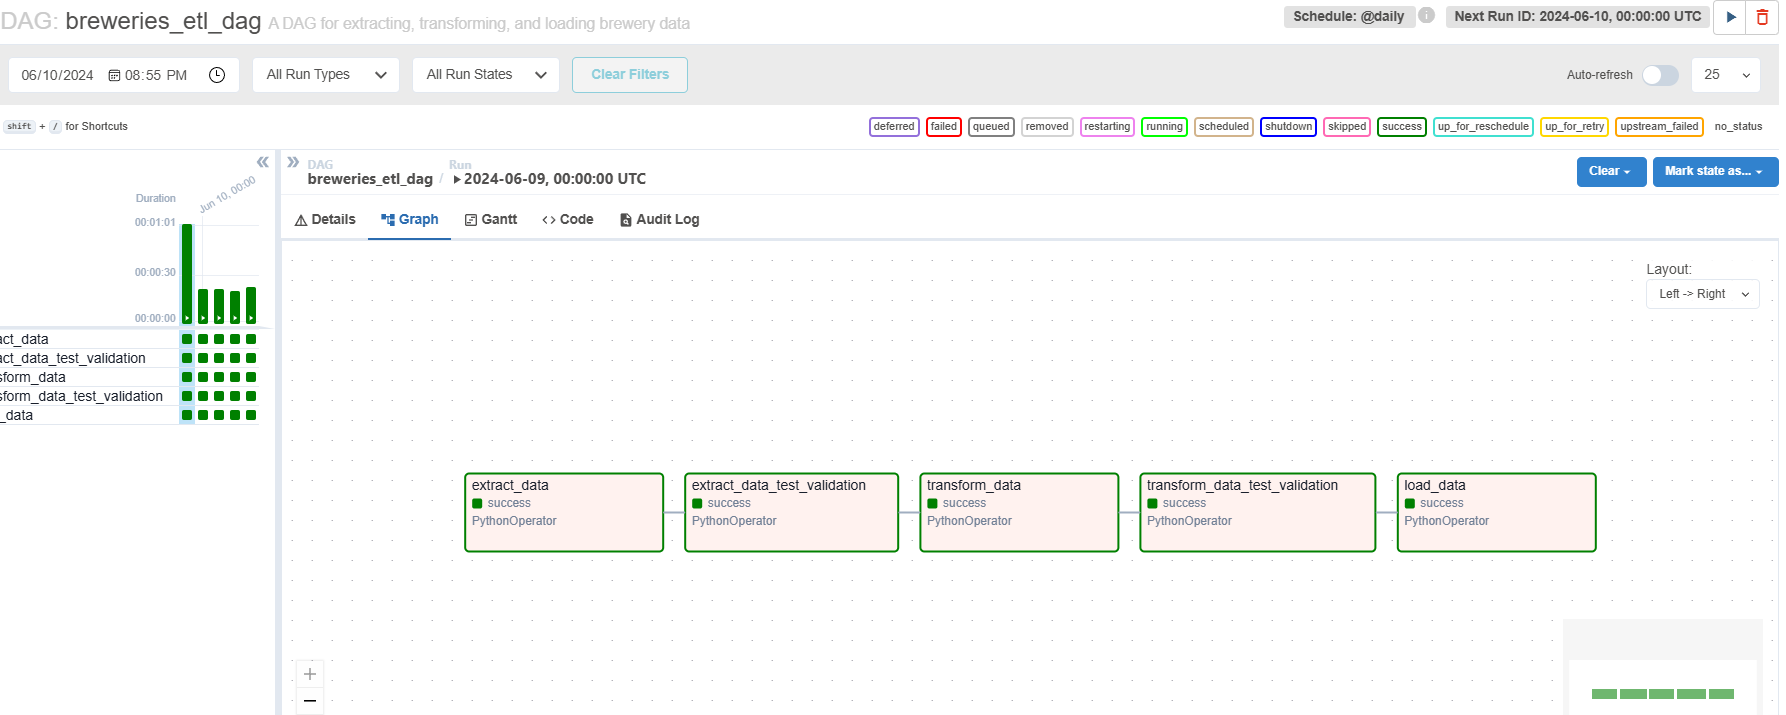 DAG: breweries_etl_dag A DAG for extracting, transforming, and loading brewery data
Schedule: @daily
Next Run ID: 2024-06-10, 00:00:00 UTC
06/10/2024 08:55 PM
All Run Types
All Run States
Clear Filters
Auto-refresh
25
shift + / for Shortcuts
deferred failed queued removed restarting running scheduled shutdown skipped success up_for_reschedule up_for_retry upstream_failed no_status
Duration
Jun 10, 00:00
00:01:01
00:00:30
00:00:00
act_data
act_data_test_validation
sform_data
sform_data_test_validation
_data
DAG
breweries_etl_dag
/
Run
2024-06-09, 00:00:00 UTC
Clear
Mark state as...
Details
Graph
Gantt
Code
Audit Log
Layout:
Left -> Right
extract_data
success
PythonOperator
extract_data_test_validation
success
PythonOperator
transform_data
success
PythonOperator
transform_data_test_validation
success
PythonOperator
load_data
success
PythonOperator